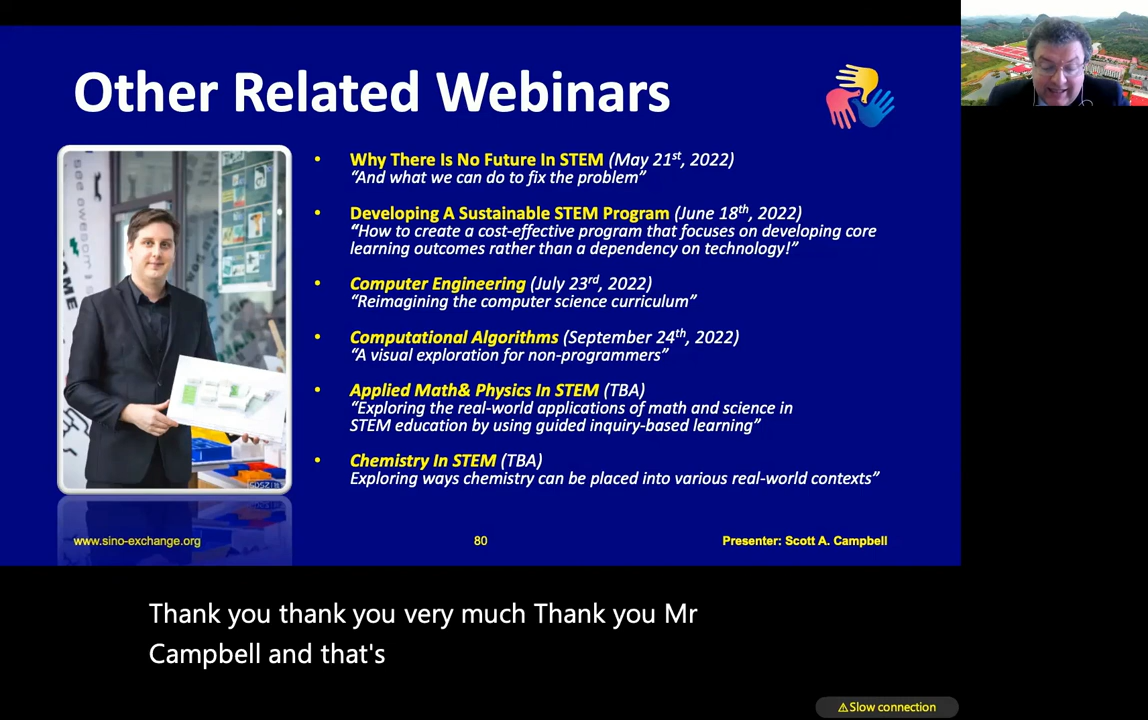 Other Related Webinars
• Why There Is No Future In STEM (May 21st, 2022)
“And what we can do to fix the problem”
• Developing A Sustainable STEM Program (June 18th, 2022)
“How to create a cost-effective program that focuses on developing core
learning outcomes rather than a dependency on technology!”
• Computer Engineering (July 23rd, 2022)
“Reimagining the computer science curriculum”
• Computational Algorithms (September 24th, 2022)
“A visual exploration for non-programmers”
• Applied Math& Physics In STEM (TBA)
“Exploring the real-world applications of math and science in
STEM education by using guided inquiry-based learning”
• Chemistry In STEM (TBA)
Exploring ways chemistry can be placed into various real-world contexts”
www.sino-exchange.org
80
Presenter: Scott A. Campbell
Thank you thank you very much Thank you Mr
Campbell and that's
⚠Slow connection